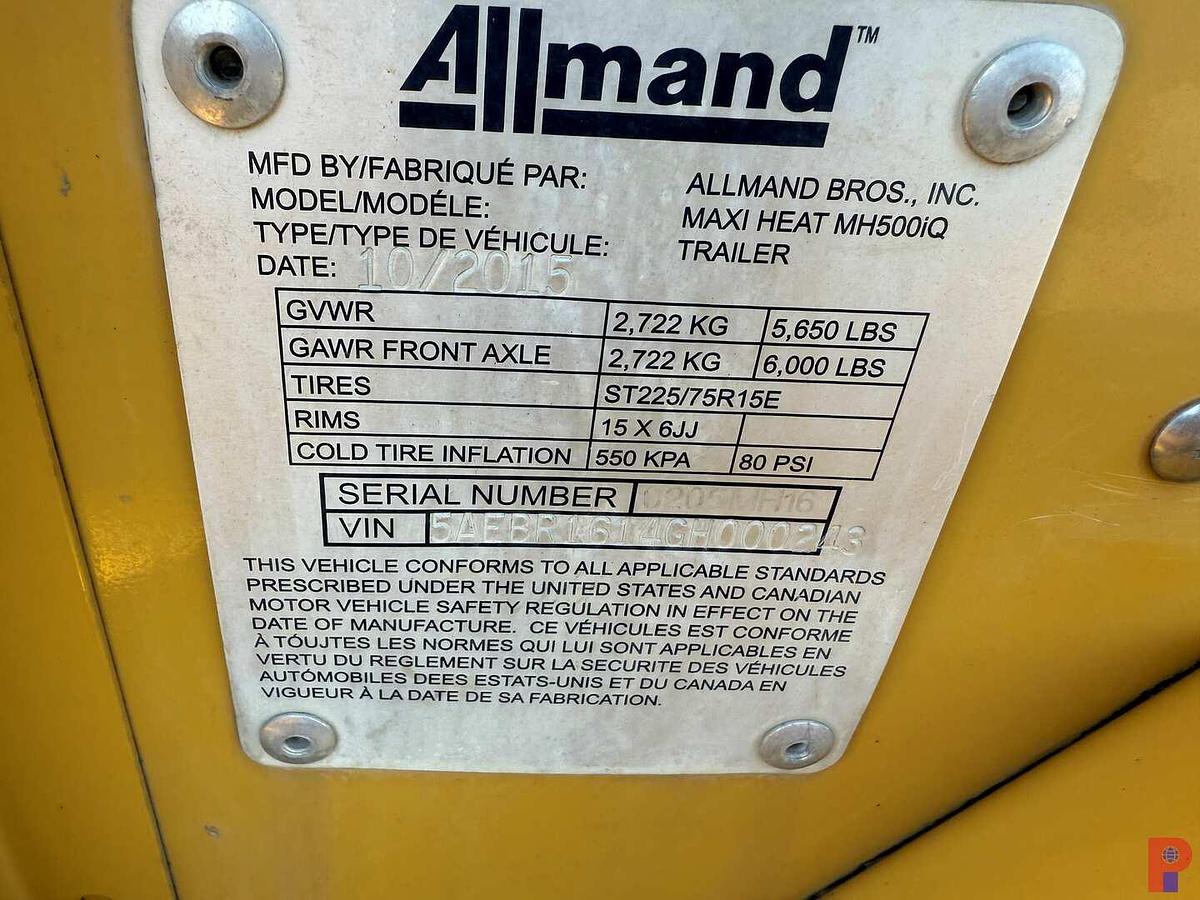 Allmand™
MFD BY/FABRIQUÉ PAR: ALLMAND BROS., INC.
MODEL/MODÉLE: MAXI HEAT MH500iQ
TYPE/TYPE DE VÉHICULE: TRAILER
DATE: 10/2015
GVWR 2,722 KG 5,650 LBS
GAWR FRONT AXLE 2,722 KG 6,000 LBS
TIRES ST225/75R15E
RIMS 15 X 6JJ
COLD TIRE INFLATION 550 KPA 80 PSI
SERIAL NUMBER 0205MH16
VIN 5AEBR1614GH000243
THIS VEHICLE CONFORMS TO ALL APPLICABLE STANDARDS
PRESCRIBED UNDER THE UNITED STATES AND CANADIAN
MOTOR VEHICLE SAFETY REGULATION IN EFFECT ON THE
DATE OF MANUFACTURE. CE VÉHICULES EST CONFORME
À TÓUJTES LES NORMES QUI LUI SONT APPLICABLES EN
VERTU DU REGLEMENT SUR LA SECURITE DES VÉHICULES
AUTÓMOBILES DEES ESTATS-UNIS ET DU CANADA EN
VIGUEUR À LA DATE DE SA FABRICATION.